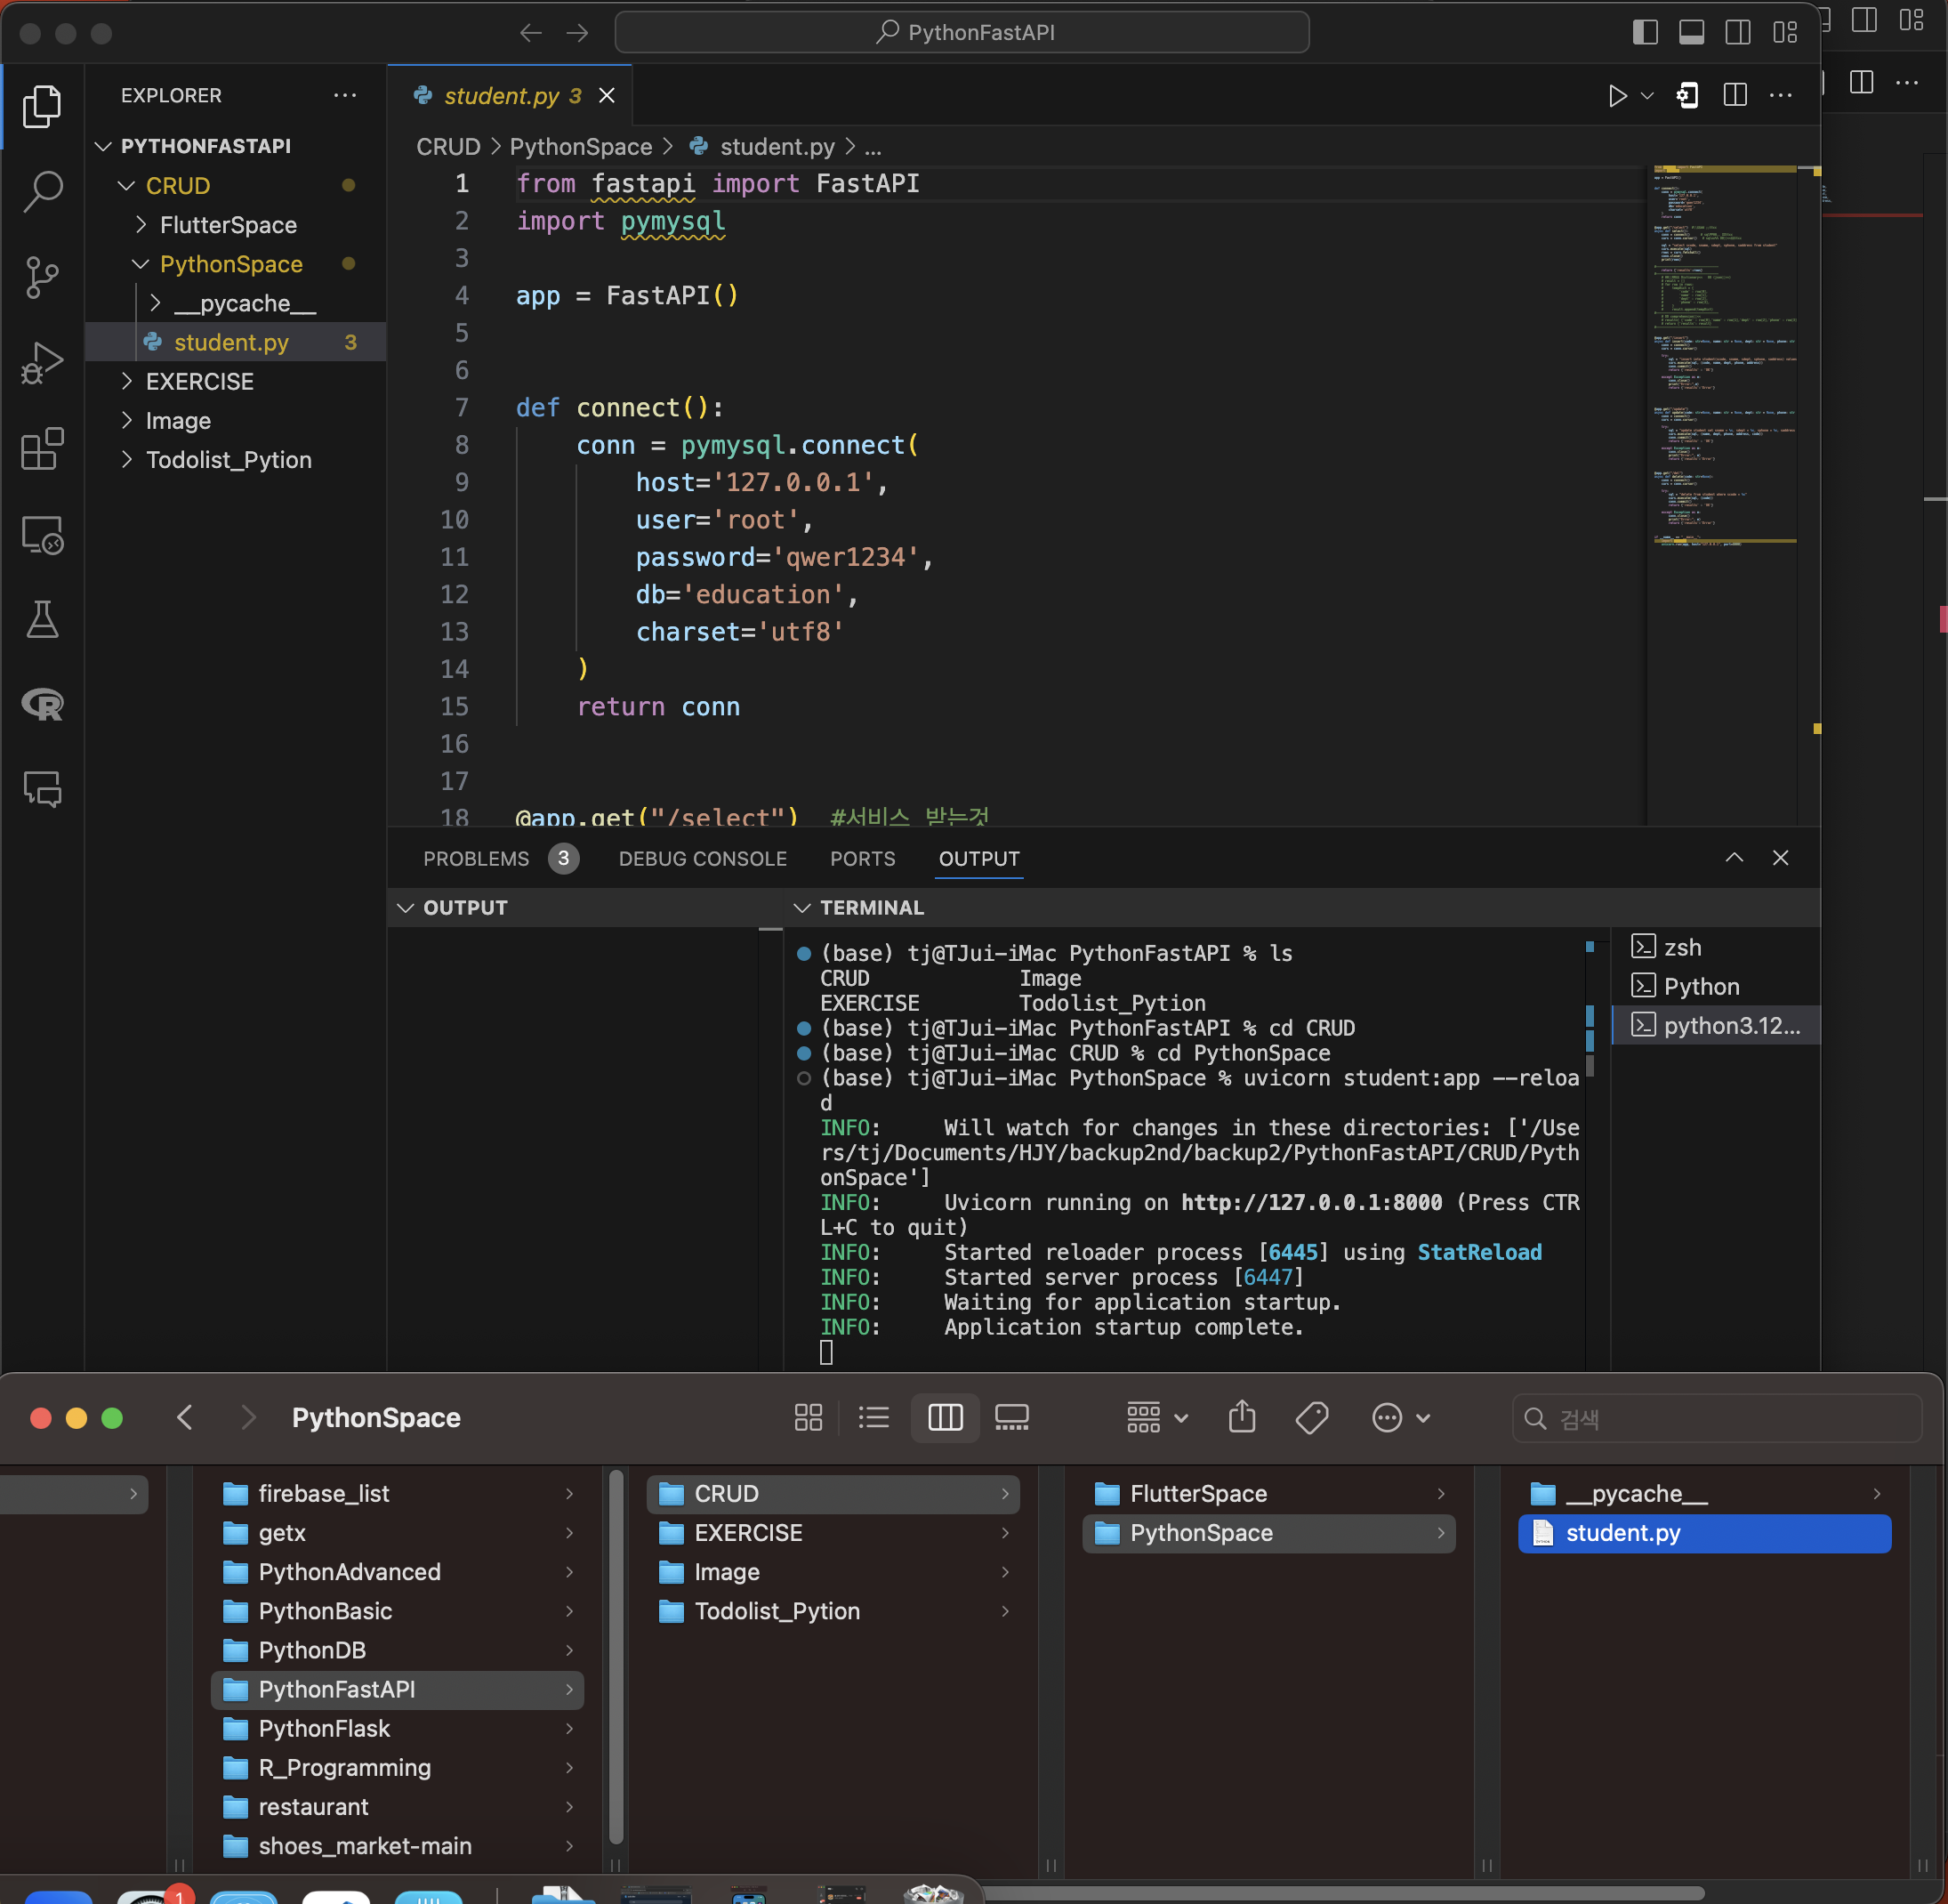 PythonFastAPI
EXPLORER
PYTHONFASTAPI
CRUD
FlutterSpace
PythonSpace
__pycache__
student.py 3
EXERCISE
Image
Todolist_Pytion
student.py 3
CRUD > PythonSpace > student.py > ...
1 from fastapi import FastAPI
2 import pymysql
3
4 app = FastAPI()
5
6
7 def connect():
8 conn = pymysql.connect(
9 host='127.0.0.1',
10 user='root',
11 password='qwer1234',
12 db='education',
13 charset='utf8'
14 )
15 return conn
16
17
18 @app.get("/select") #서비스 받는것
PROBLEMS 3 DEBUG CONSOLE PORTS OUTPUT
OUTPUT
TERMINAL
(base) tj@TJui-iMac PythonFastAPI % ls
CRUD Image
EXERCISE Todolist_Pytion
(base) tj@TJui-iMac PythonFastAPI % cd CRUD
(base) tj@TJui-iMac CRUD % cd PythonSpace
(base) tj@TJui-iMac PythonSpace % uvicorn student:app --reloa
d
INFO: Will watch for changes in these directories: ['/Use
rs/tj/Documents/HJY/backup2nd/backup2/PythonFastAPI/CRUD/Pyth
onSpace']
INFO: Uvicorn running on http://127.0.0.1:8000 (Press CTR
L+C to quit)
INFO: Started reloader process [6445] using StatReload
INFO: Started server process [6447]
INFO: Waiting for application startup.
INFO: Application startup complete.
zsh
Python
python3.12...
PythonSpace
검색
firebase_list
getx
PythonAdvanced
PythonBasic
PythonDB
PythonFastAPI
PythonFlask
R_Programming
restaurant
shoes_market-main
CRUD
EXERCISE
Image
Todolist_Pytion
FlutterSpace
PythonSpace
__pycache__
student.py
1